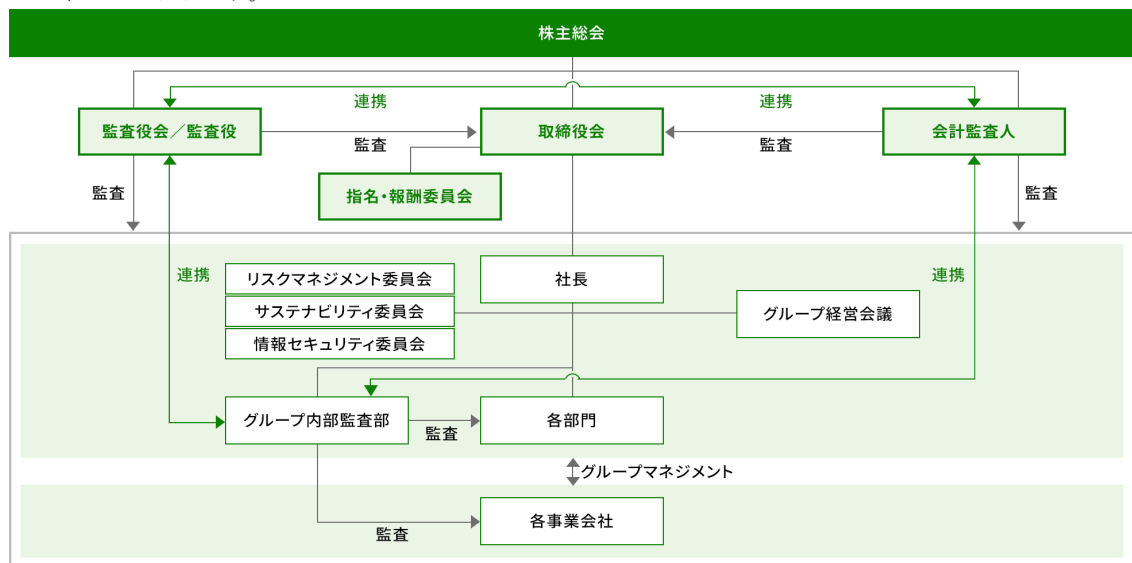 株主総会
連携
連携
監査役会／監査役
取締役会
会計監査人
監査
監査
指名・報酬委員会
監査
監査
連携
連携
リスクマネジメント委員会
社長
サステナビリティ委員会
グループ経営会議
情報セキュリティ委員会
グループ内部監査部
監査
各部門
グループマネジメント
各事業会社
監査